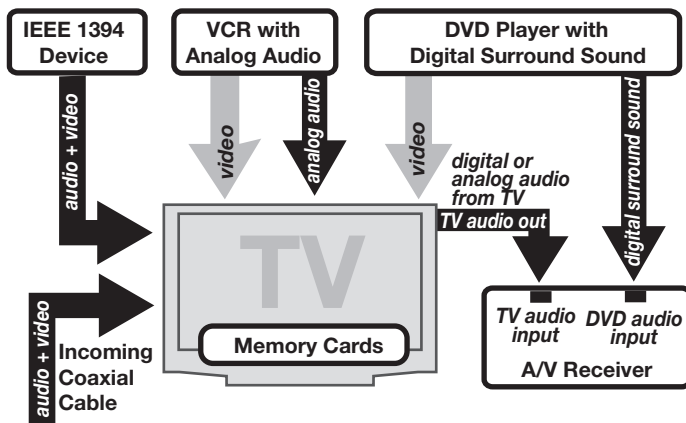 IEEE 1394
Device
VCR with
Analog Audio
DVD Player with
Digital Surround Sound
audio + video
video
analog audio
video
digital surround sound
digital or
analog audio
from TV
TV audio out
TV
Memory Cards
audio + video
Incoming
Coaxial
Cable
TV audio
input
DVD audio
input
A/V Receiver